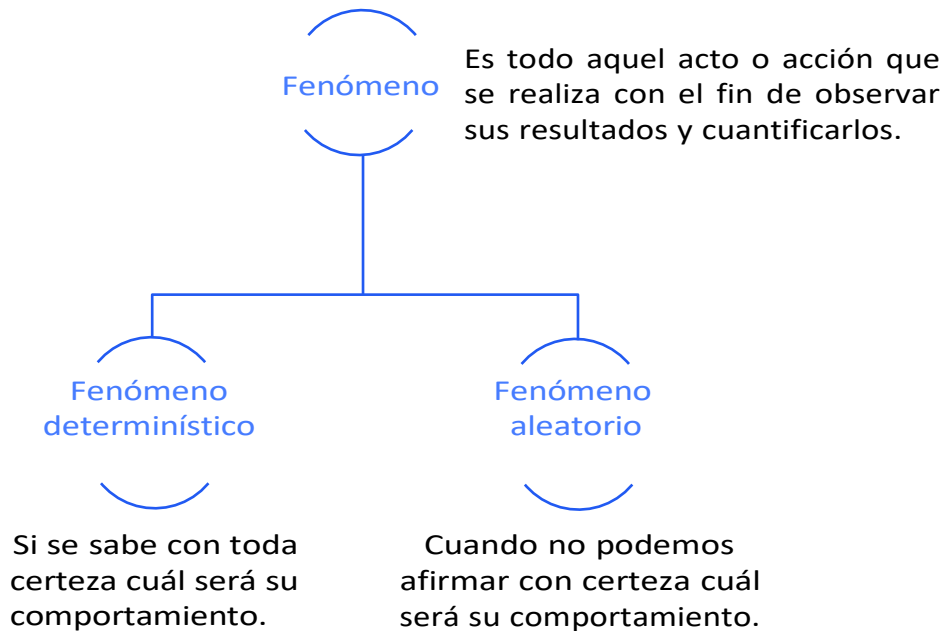 Fenómeno
Es todo aquel acto o acción que
se realiza con el fin de observar
sus resultados y cuantificarlos.
Fenómeno
determinístico
Fenómeno
aleatorio
Si se sabe con toda
certeza cuál será su
comportamiento.
Cuando no podemos
afirmar con certeza cuál
será su comportamiento.